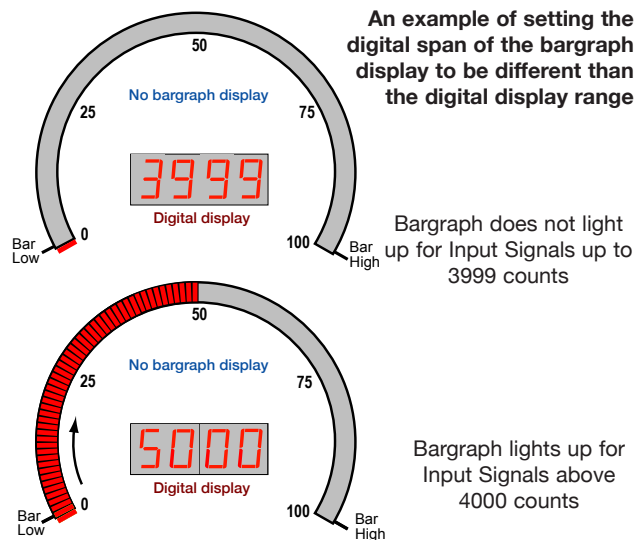 An example of setting the
digital span of the bargraph
display to be different than
the digital display range
50
No bargraph display
25
75
3999
Digital display
0
100
Bar
Low
Bar
High
Bargraph does not light
up for Input Signals up to
3999 counts
50
No bargraph display
25
75
5000
Digital display
0
100
Bar
Low
Bar
High
Bargraph lights up for
Input Signals above
4000 counts